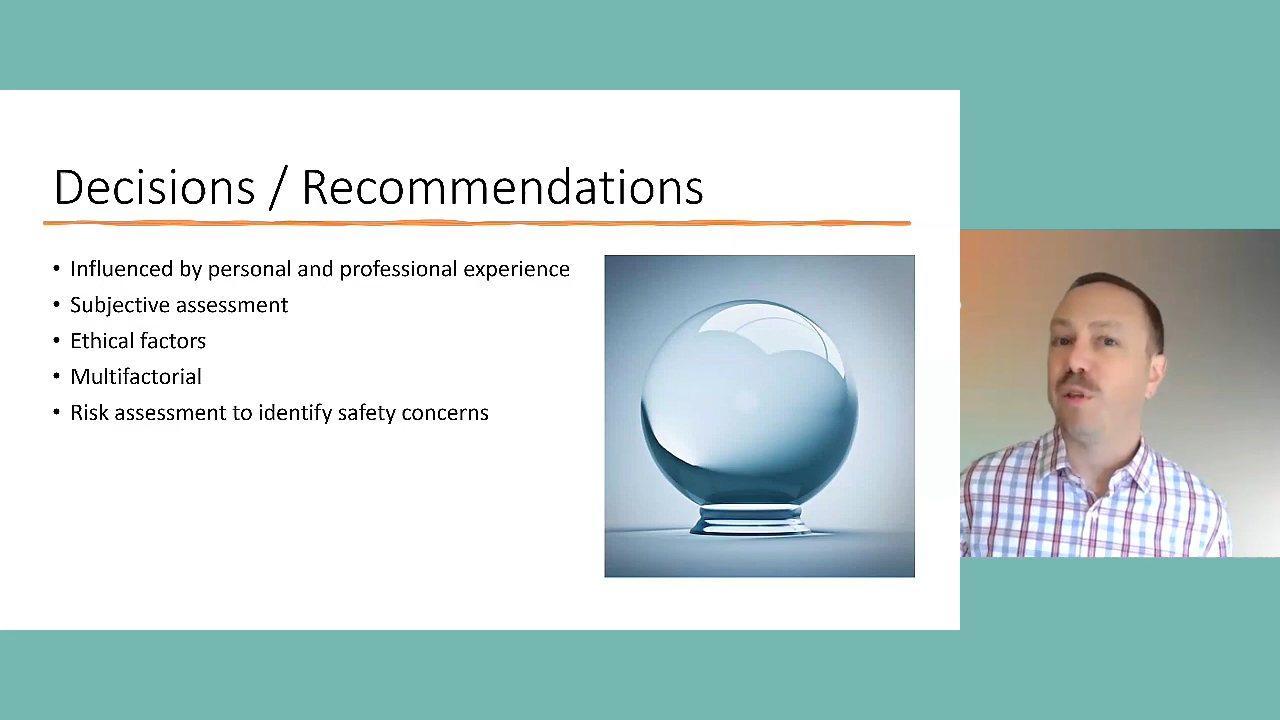 Decisions / Recommendations
• Influenced by personal and professional experience
• Subjective assessment
• Ethical factors
• Multifactorial
• Risk assessment to identify safety concerns